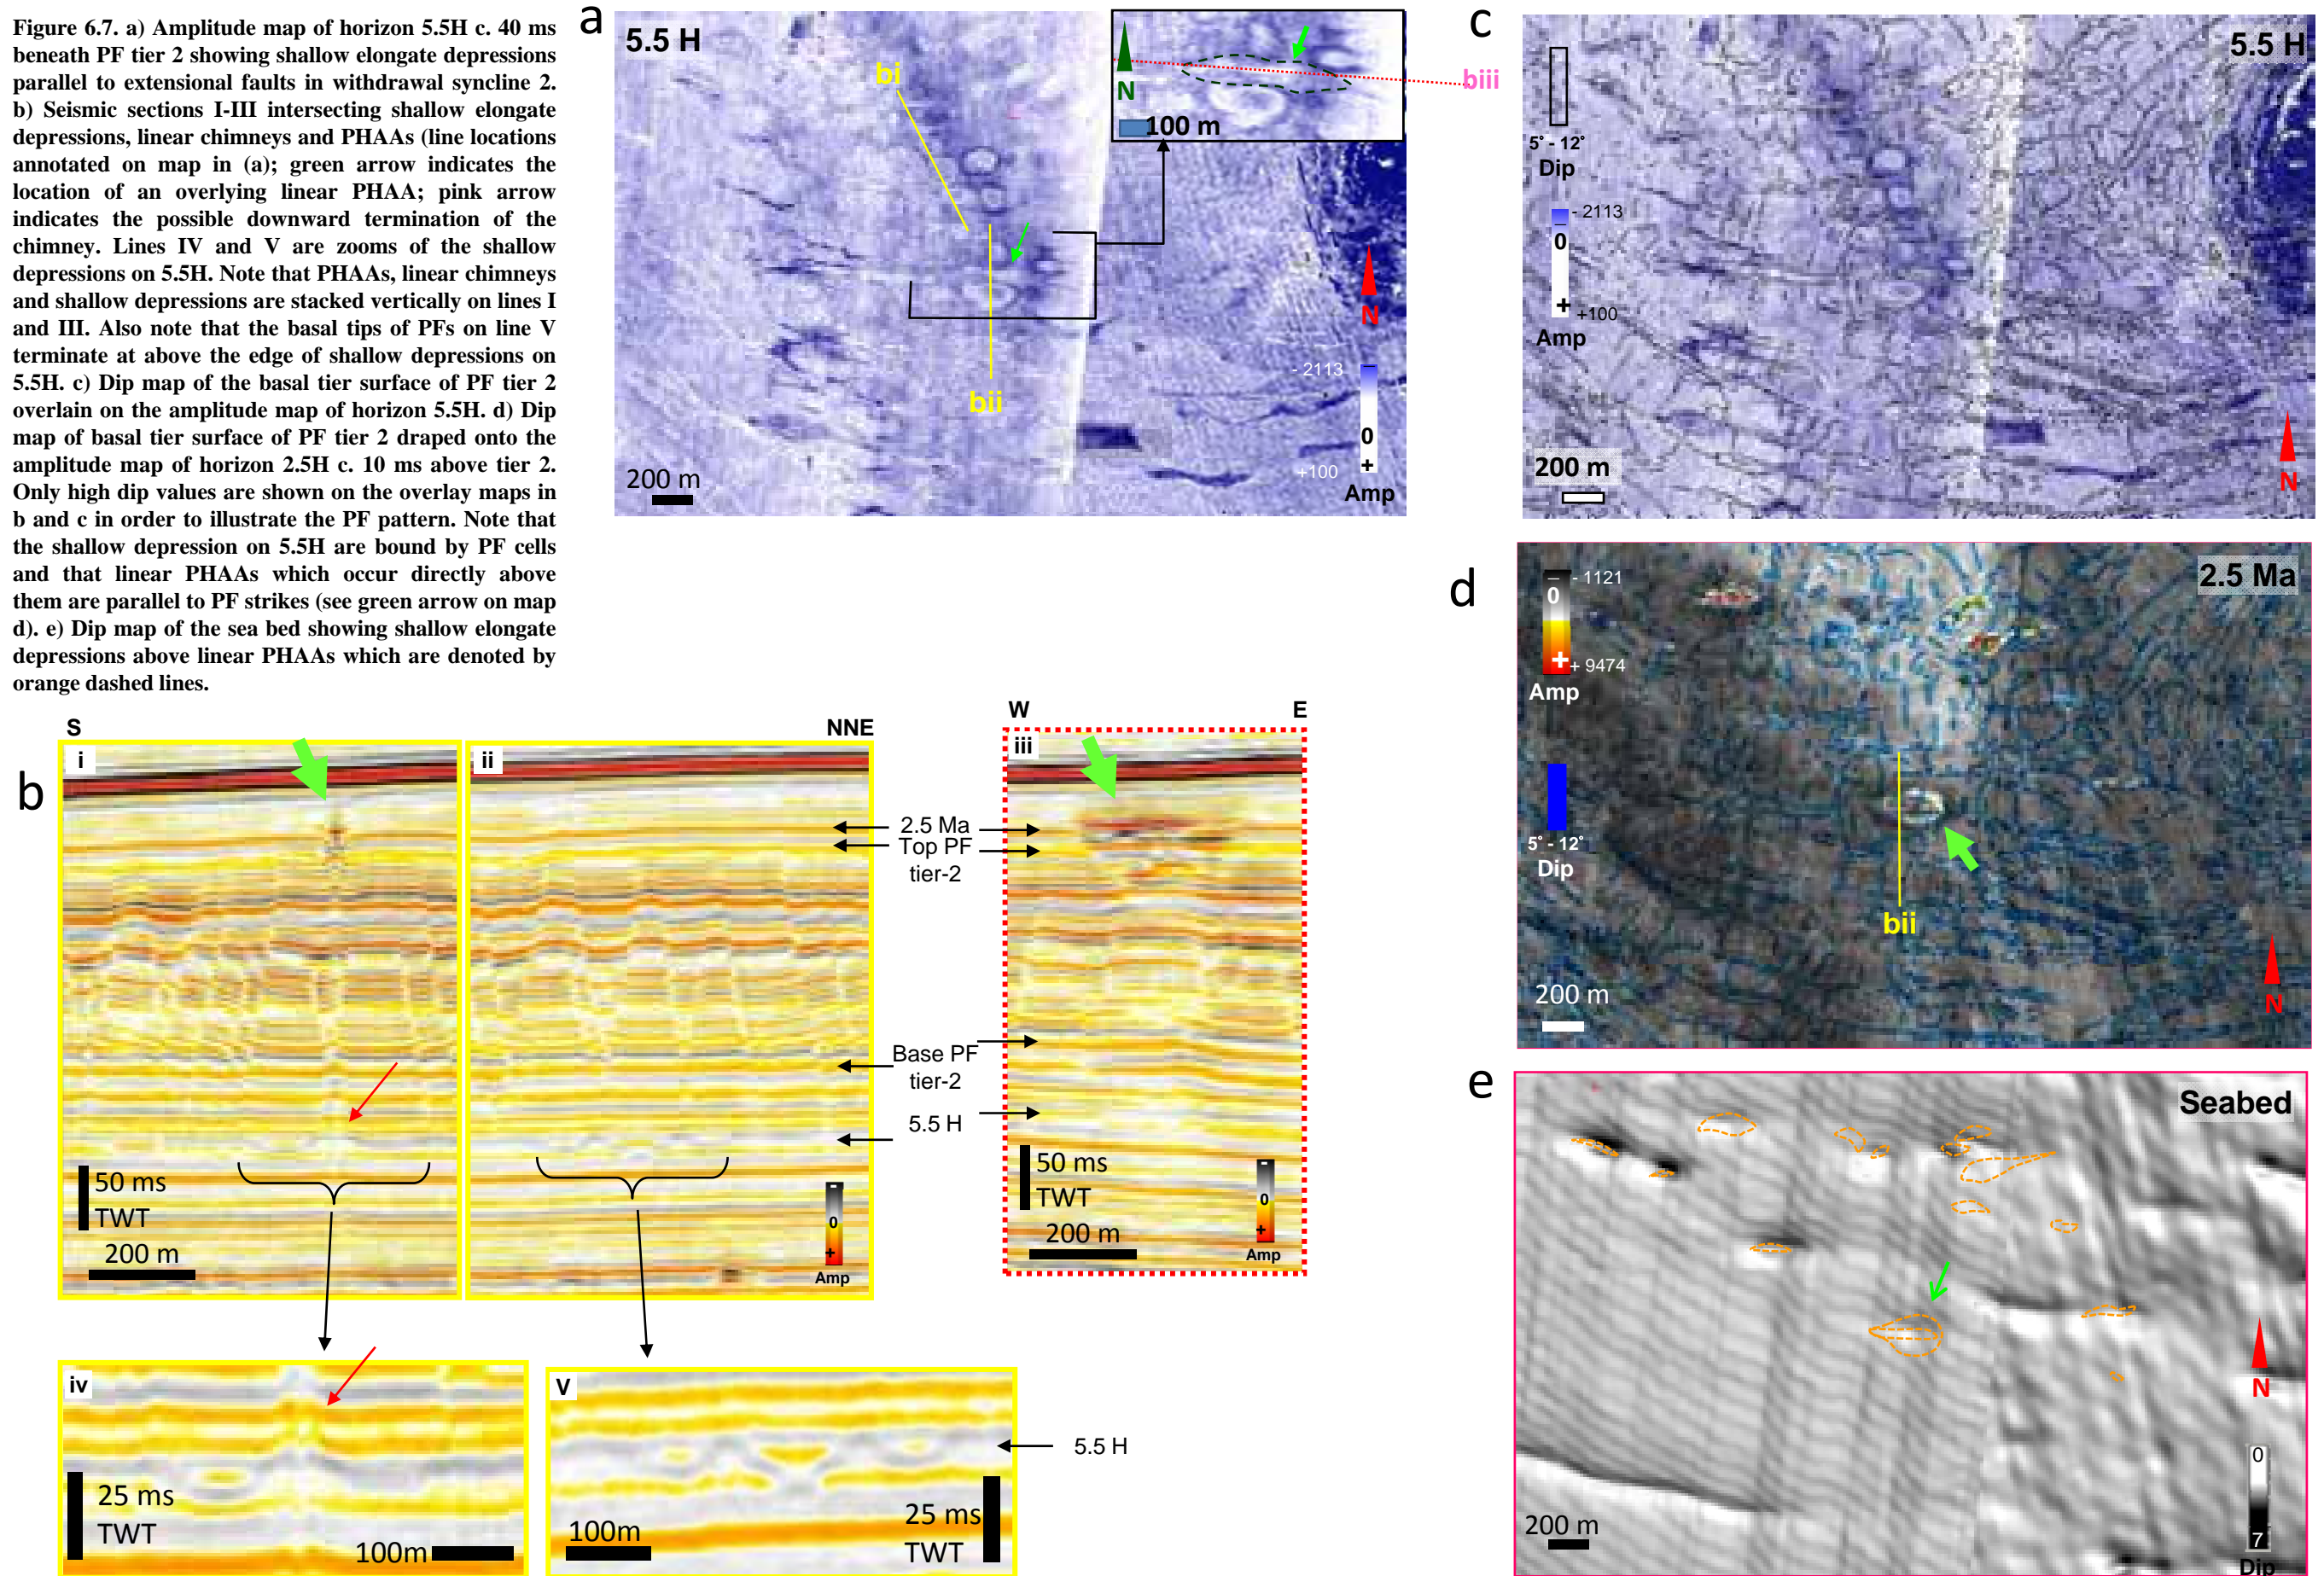 Figure 6.7. a) Amplitude map of horizon 5.5H c. 40 ms
beneath PF tier 2 showing shallow elongate depressions
parallel to extensional faults in withdrawal syncline 2.
b) Seismic sections I-III intersecting shallow elongate
depressions, linear chimneys and PHAAs (line locations
annotated on map in (a); green arrow indicates the
location of an overlying linear PHAA; pink arrow
indicates the possible downward termination of the
chimney. Lines IV and V are zooms of the shallow
depressions on 5.5H. Note that PHAAs, linear chimneys
and shallow depressions are stacked vertically on lines I
and III. Also note that the basal tips of PFs on line V
terminate at above the edge of shallow depressions on
5.5H. c) Dip map of the basal tier surface of PF tier 2
overlain on the amplitude map of horizon 5.5H. d) Dip
map of basal tier surface of PF tier 2 draped onto the
amplitude map of horizon 2.5H c. 10 ms above tier 2.
Only high dip values are shown on the overlay maps in
b and c in order to illustrate the PF pattern. Note that
the shallow depression on 5.5H are bound by PF cells
and that linear PHAAs which occur directly above
them are parallel to PF strikes (see green arrow on map
d). e) Dip map of the sea bed showing shallow elongate
depressions above linear PHAAs which are denoted by
orange dashed lines.
a
5.5 H
bi
bii
N
100 m
biii
N
- 2113
0
+
+100
Amp
200 m
c
5.5 H
5˚ - 12˚
Dip
- 2113
0
+
+100
Amp
200 m
N
d
2.5 Ma
- 1121
0
+
+ 9474
Amp
5˚ - 12˚
Dip
bii
200 m
N
e
Seabed
N
0
7
Dip
200 m
b
S
NNE
i
ii
50 ms
TWT
200 m
0
+
Amp
2.5 Ma
Top PF
tier-2
Base PF
tier-2
5.5 H
W
E
iii
50 ms
TWT
200 m
-
0
+
Amp
iv
25 ms
TWT
100m
V
5.5 H
100m
25 ms
TWT